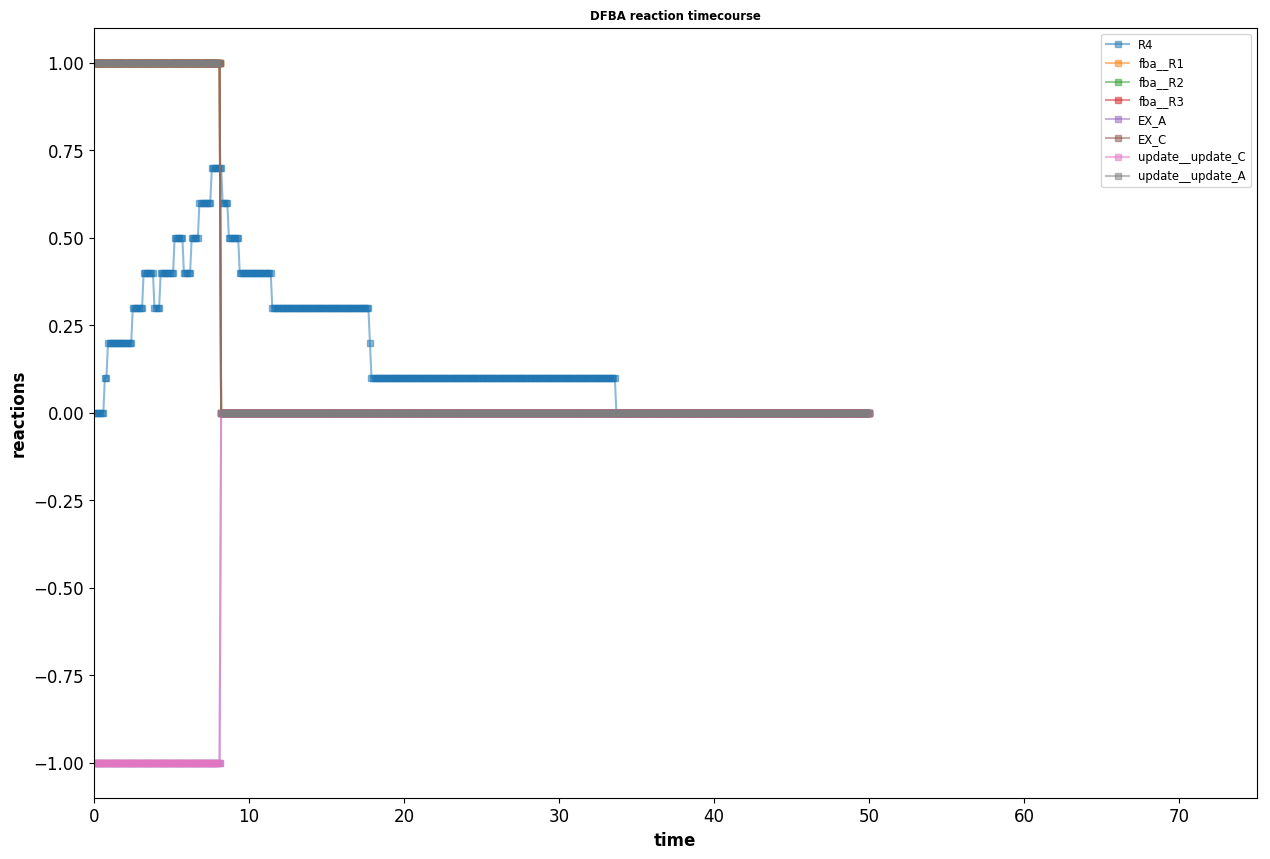 DFBA reaction timecourse
R4
fba__R1
fba__R2
fba__R3
EX_A
EX_C
update__update_C
update__update_A
1.00
0.75
0.50
0.25
0.00
−0.25
−0.50
−0.75
−1.00
reactions
0 10 20 30 40 50 60 70
time